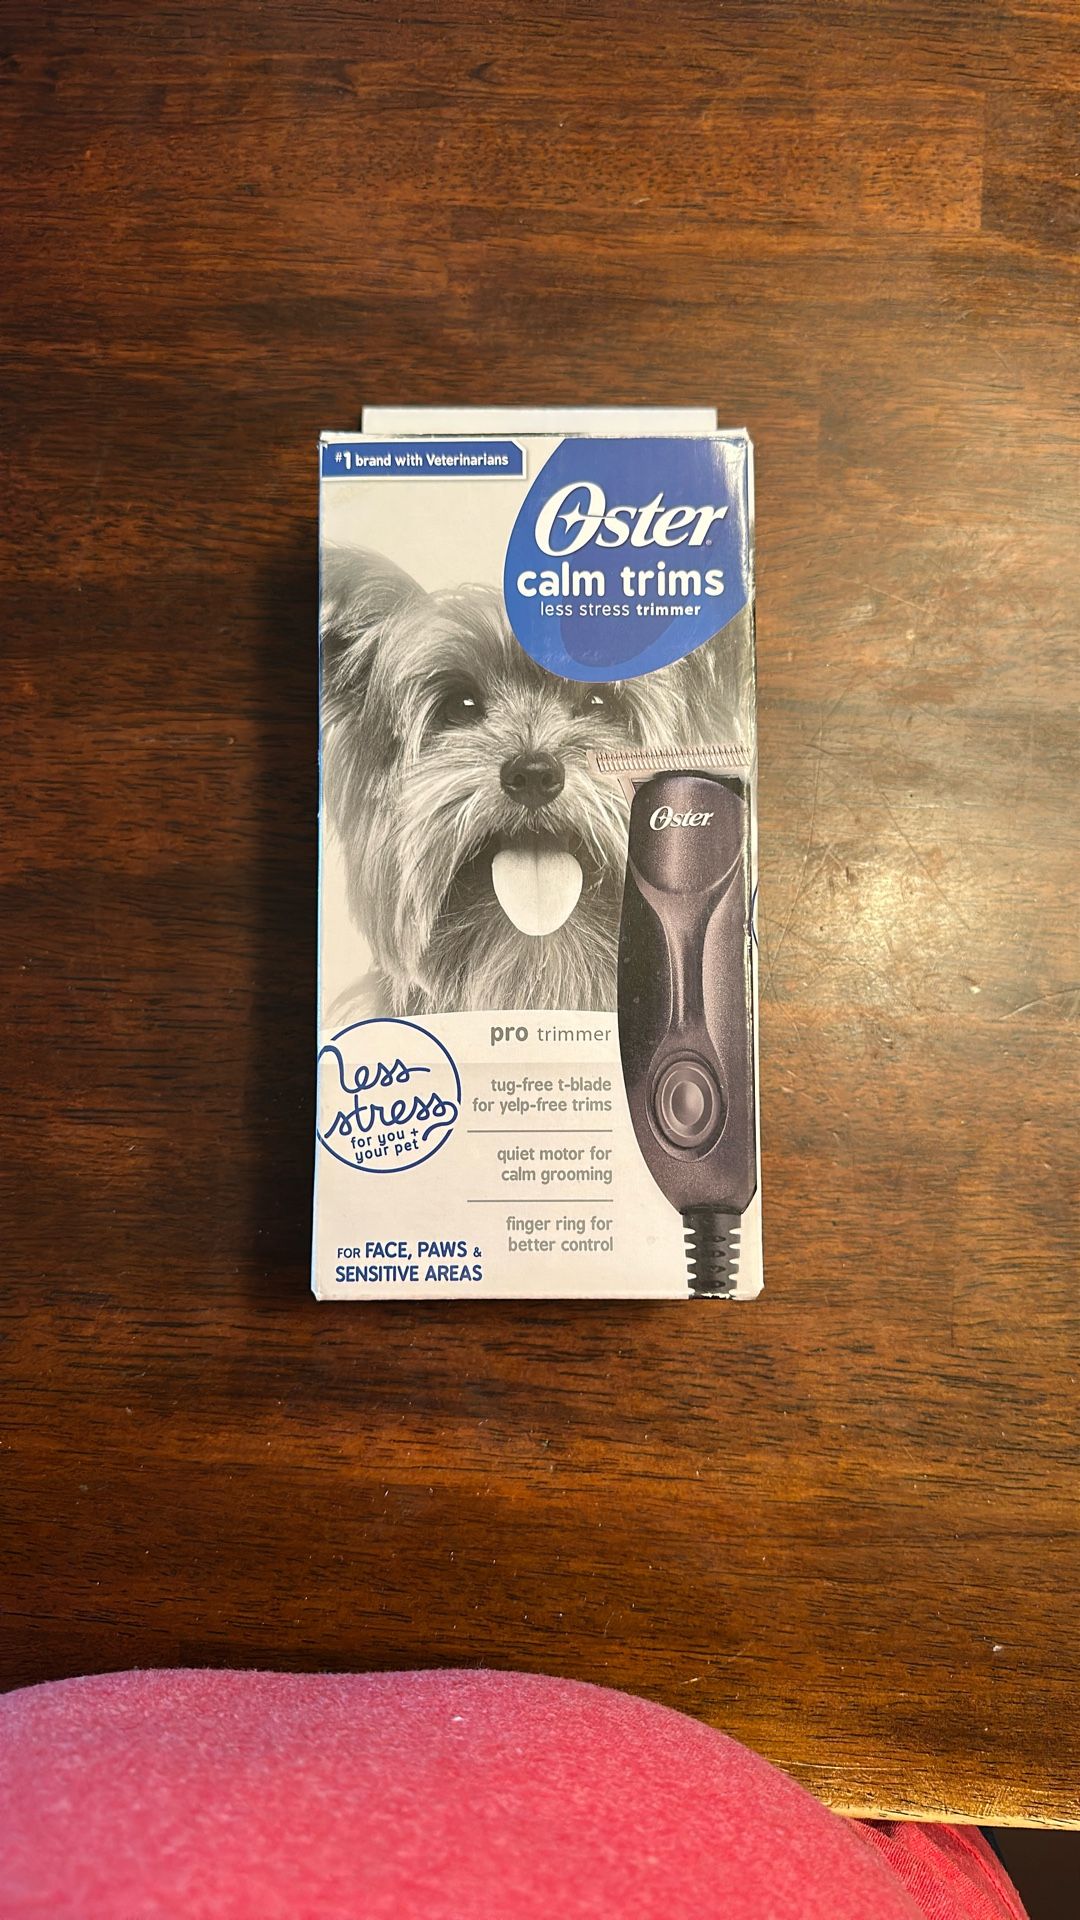 #1 brand with Veterinarians
Oster®
calm trims
less stress trimmer
Oster
pro trimmer
tug-free t-blade
for yelp-free trims
quiet motor for
calm grooming
finger ring for
better control
less
stress
for you +
your pet
FOR FACE, PAWS &
SENSITIVE AREAS